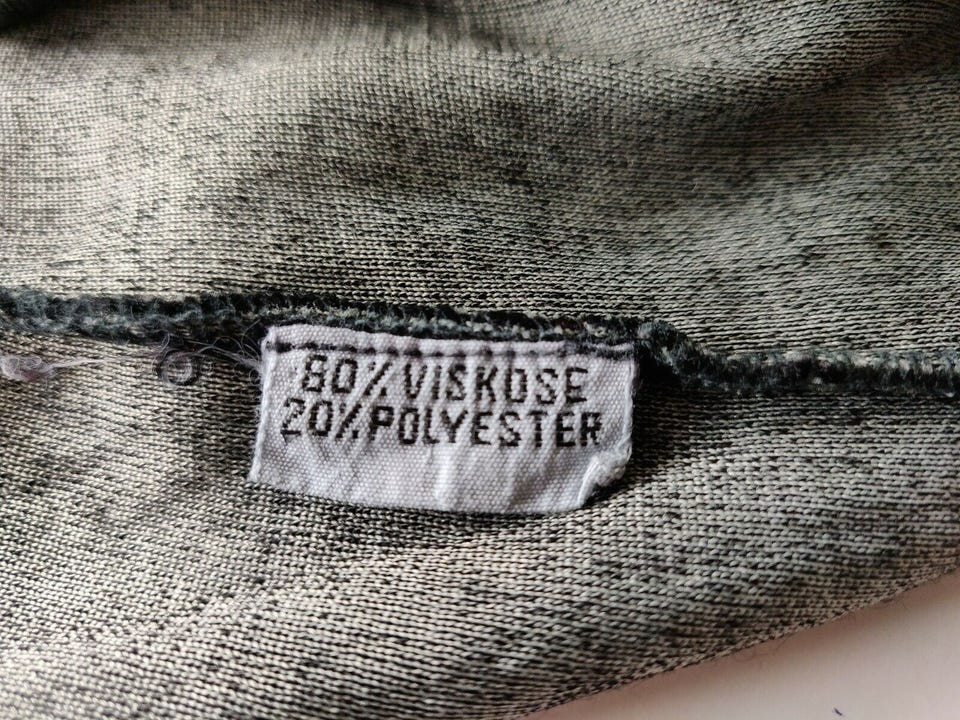 80% VISKOSE
20% POLYESTER